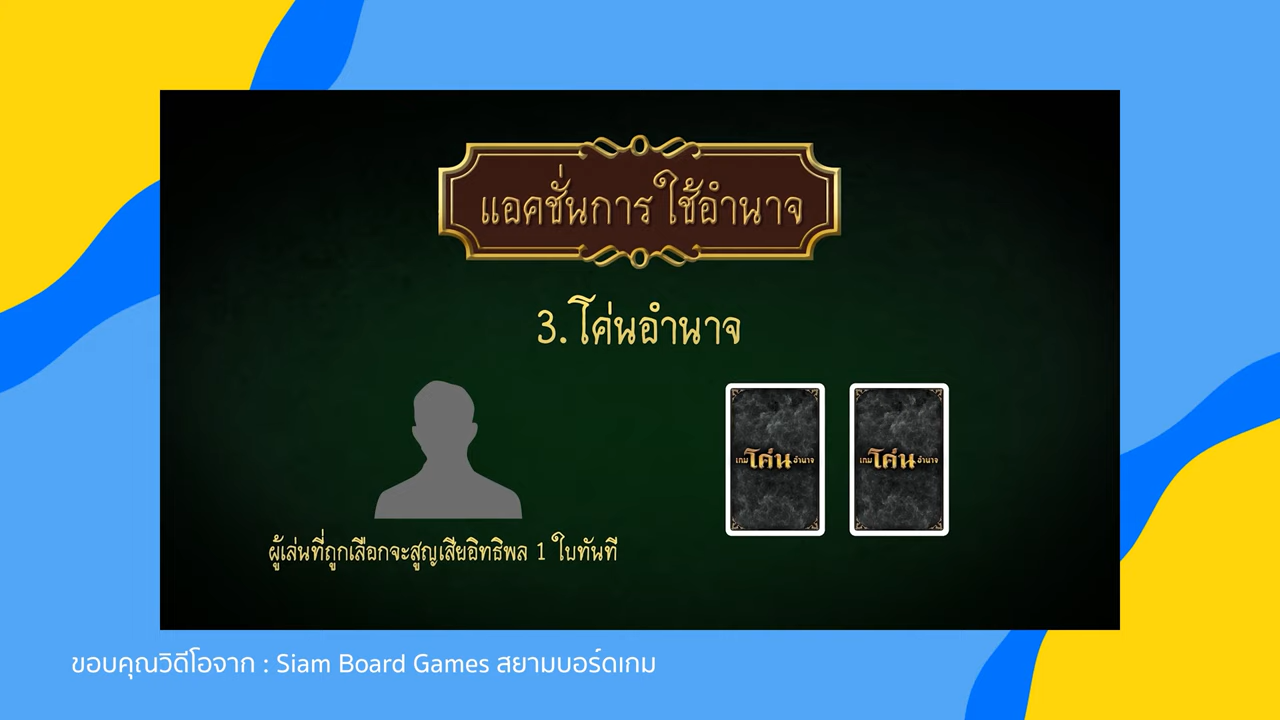 แอคชั่นการ ใช้อำนาจ
3. โค่นอำนาจ
เกม โค่น อำนาจ
เกม โค่น อำนาจ
ผู้เล่นที่ถูกเลือกจะสูญเสียอิทธิพล 1 ใบทันที
ขอบคุณวิดีโอจาก : Siam Board Games สยามบอร์ดเกม